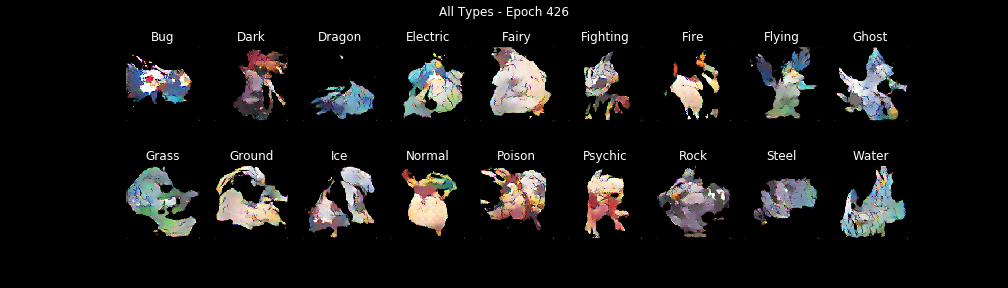 All Types - Epoch 426
Bug Dark Dragon Electric Fairy Fighting Fire Flying Ghost
Grass Ground Ice Normal Poison Psychic Rock Steel Water